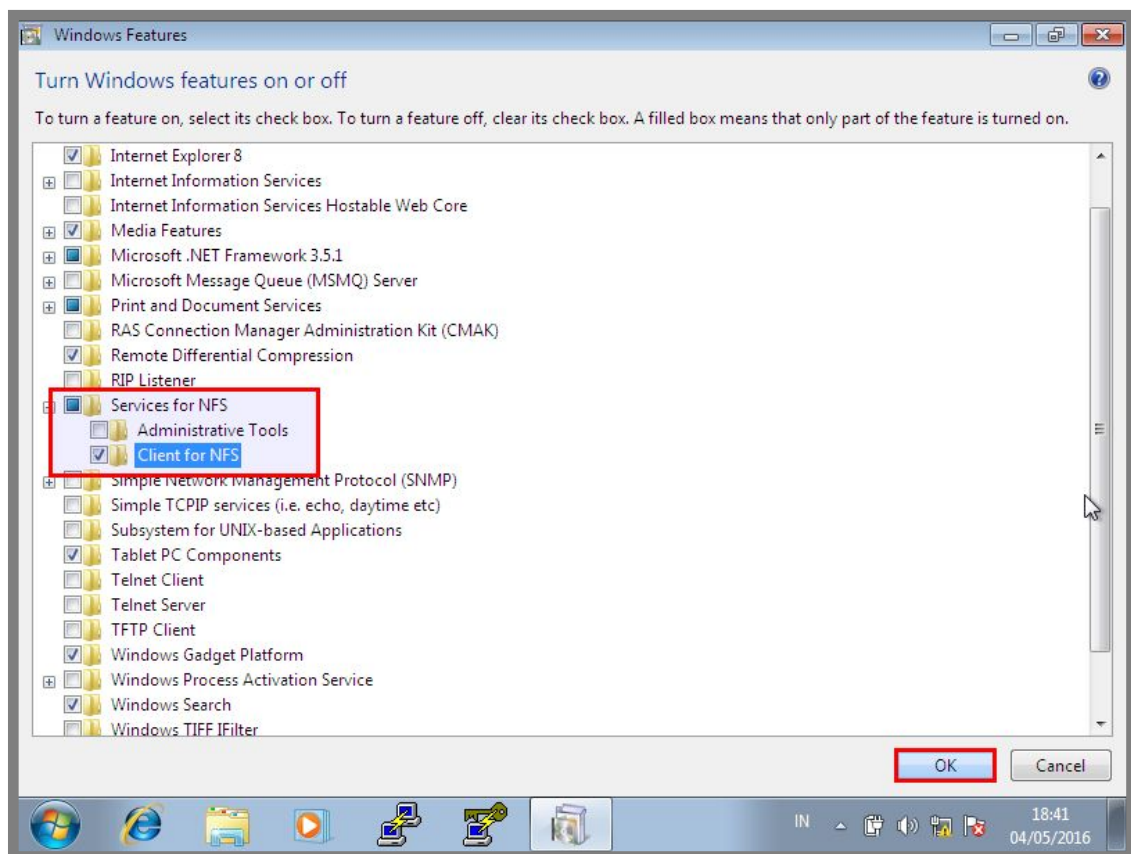 Windows Features
Turn Windows features on or off
To turn a feature on, select its check box. To turn a feature off, clear its check box. A filled box means that only part of the feature is turned on.
Internet Explorer 8
Internet Information Services
Internet Information Services Hostable Web Core
Media Features
Microsoft .NET Framework 3.5.1
Microsoft Message Queue (MSMQ) Server
Print and Document Services
RAS Connection Manager Administration Kit (CMAK)
Remote Differential Compression
RIP Listener
Services for NFS
Administrative Tools
Client for NFS
Simple Network Management Protocol (SNMP)
Simple TCPIP services (i.e. echo, daytime etc)
Subsystem for UNIX-based Applications
Tablet PC Components
Telnet Client
Telnet Server
TFTP Client
Windows Gadget Platform
Windows Process Activation Service
Windows Search
Windows TIFF IFilter
OK Cancel
IN 18:41
04/05/2016